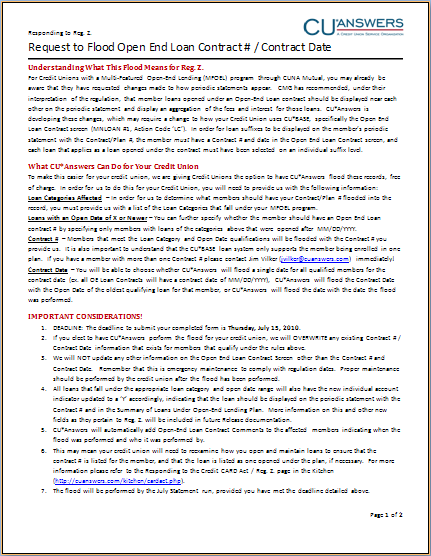 CU*ANSWERS
A CREDIT UNION SERVICE ORGANIZATION
Responding to Reg. Z.
Request to Flood Open End Loan Contract # / Contract Date
Understanding What This Flood Means for Reg. Z.
For Credit Unions with a Multi-Featured Open-End Lending (MFOEL) program through CUNA Mutual, you may already be
aware that they have requested changes made to how periodic statements appear. CMG has recommended, under their
interpretation of the regulation, that member loans opened under an Open-End Loan contract should be displayed near each
other on the periodic statement and display an aggregation of the fees and interest for those loans. CU*Answers is
developing these changes, which may require a change to how your Credit Union uses CU*BASE, specifically the Open End
Loan Contract screen (MNLOAN #1, Action Code 'LC'). In order for loan suffixes to be displayed on the member's periodic
statement with the Contract/Plan #, the member must have a Contract # and date in the Open End Contract screen, and
each loan that applies as a loan opened under the contract must have been selected on an individual suffix level.
What CU*Answers Can Do for Your Credit Union
To make this easier for your credit union, we are giving Credit Unions the option to have CU*Answers flood these records, free
of charge. In order for us to do this for your Credit Union, you will need to provide us with the following information:
Loan Categories Affected – In order for us to determine what members should have your Contract/Plan # flooded into the
record, you must provide us with a list of the Loan Categories that fall under your MFOEL program.
Loans with an Open Date of X or Newer – You can further specify whether the member should have an Open End Loan
contract # by specifying only members with loans of the categories above that were opened after MM/DD/YYYY.
Contract # – Members that meet the Loan Category and Open Date qualifications will be flooded with the Contract # you
provide us. It is also important to understand that the CU*BASE loan system only supports the member being enrolled in one
plan. If you have a member with more than one Contract # please contact Jim Vilker (jvilker@cuanswers.com) immediately!
Contract Date – You will be able to choose whether CU*Answers will flood a single date for all qualified members for the
contract date (ex. all OE Loan Contracts will have a contract date of MM/DD/YYYY), CU*Answers will flood the Contract Date
with the Open Date of the oldest qualifying loan for that member, or CU*Answers will flood the date with the date the flood
was performed.
IMPORTANT CONSIDERATIONS!
1. DEADLINE: The deadline to submit your completed form is Thursday, July 15, 2010.
2. If you elect to have CU*Answers perform the flood for your credit union, we will OVERWRITE any existing Contract # /
Contract Date information that exists for members that qualify under the rules above.
3. We will NOT update any other information on the Open End Loan Contract Screen other than the Contract # and
Contract Date. Remember that this is emergency maintenance to comply with regulation dates. Proper maintenance
should be performed by the credit union after the flood has been performed.
4. All loans that fall under the appropriate loan category and open date range will also have the new individual account
indicator updated to a 'Y' accordingly, indicating that the loan should be displayed on the periodic statement with the
Contract # and in the Summary of Loans Under Open-End Lending Plan. More information on this and other new
fields as they pertain to Reg. Z will be included in future Release documentation.
5. CU*Answers will automatically add Open-End Loan Contract Comments to the affected members indicating when the
flood was performed and who it was performed by.
6. This may mean your credit union will need to reexamine how you open and maintain loans to ensure that the
contract # is listed for the member, and that the loan is listed as one opened under the plan, if necessary. For more
information please refer to the Responding to the Credit CARD Act / Reg. Z. page in the Kitchen
(http://cuanswers.com/kitchen/cardact.php).
7. The flood will be performed by the July Statement run, provided you have met the deadline detailed above.
Page 1 of 2